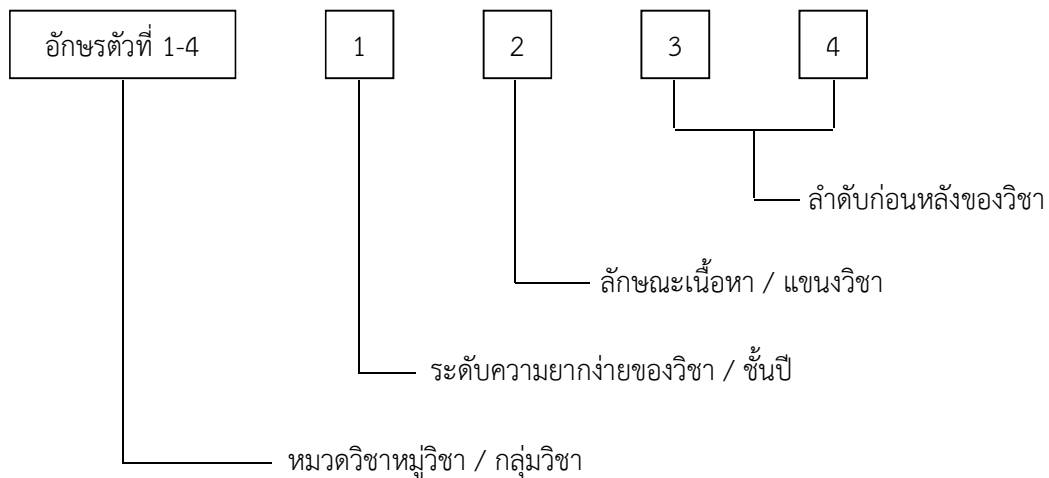 อักษรตัวที่ 1-4 1 2 3 4
ลำดับก่อนหลังของวิชา
ลักษณะเนื้อหา / แขนงวิชา
ระดับความยากง่ายของวิชา / ชั้นปี
หมวดวิชาหมู่วิชา / กลุ่มวิชา